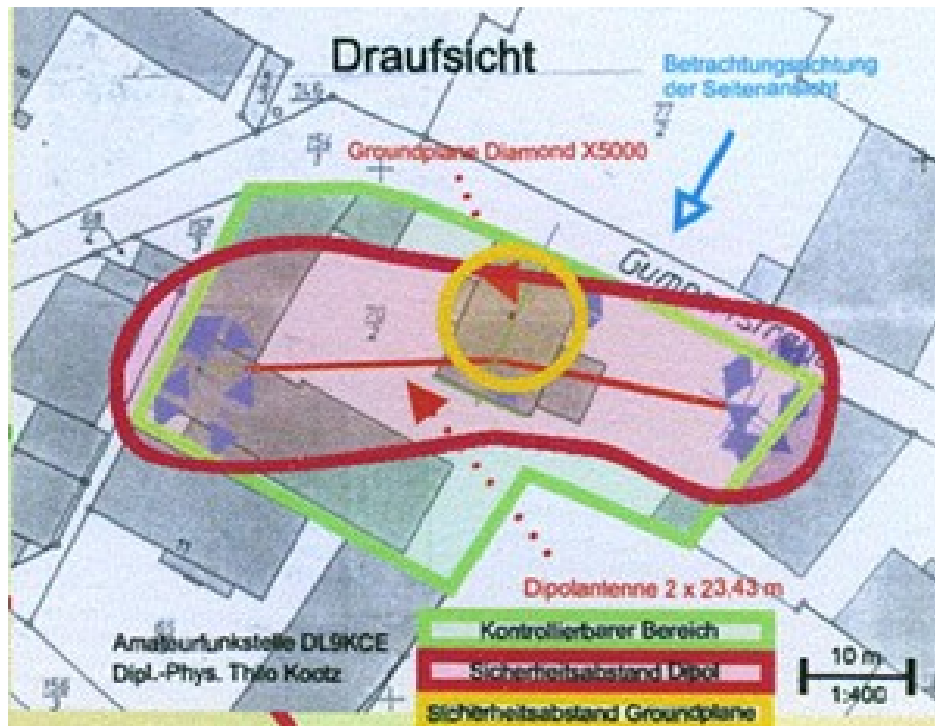 Draufsicht
Betrachtungsrichtung
der Seitenansicht
Groundplane Diamond X5000
Dipolantenne 2 x 23,43 m
Amateurfunkstelle DL9KCE
Dipl.-Phys. Thilo Kootz
Kontrollierbarer Bereich
Sicherheitsabstand Dipol
Sicherheitsabstand Groundplane
10 m
1:400